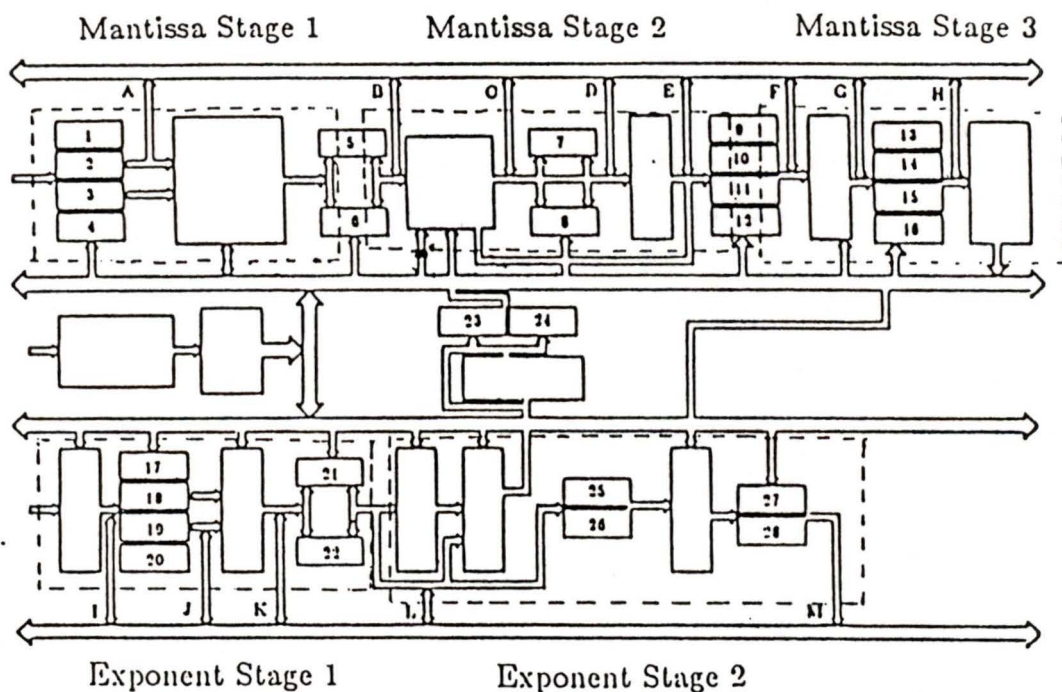 Mantissa Stage 1 Mantissa Stage 2 Mantissa Stage 3
A B C D E F G H
1 5 7 9 13
2 10 14
3 11 15
4 6 8 12 16
23 24
17 21
18 25 27
19 26 28
20 22
I J K L M
Exponent Stage 1 Exponent Stage 2